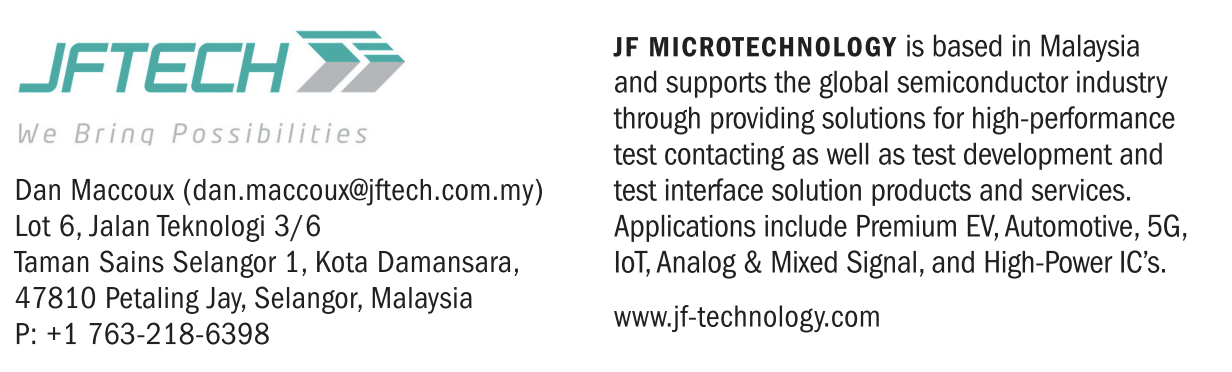 JFTECH
We Bring Possibilities
Dan Maccoux (dan.maccoux@jftech.com.my)
Lot 6, Jalan Teknologi 3/6
Taman Sains Selangor 1, Kota Damansara,
47810 Petaling Jay, Selangor, Malaysia
P: +1 763-218-6398
JF MICROTECHNOLOGY is based in Malaysia
and supports the global semiconductor industry
through providing solutions for high-performance
test contacting as well as test development and
test interface solution products and services.
Applications include Premium EV, Automotive, 5G,
IoT, Analog & Mixed Signal, and High-Power IC’s.
www.jf-technology.com